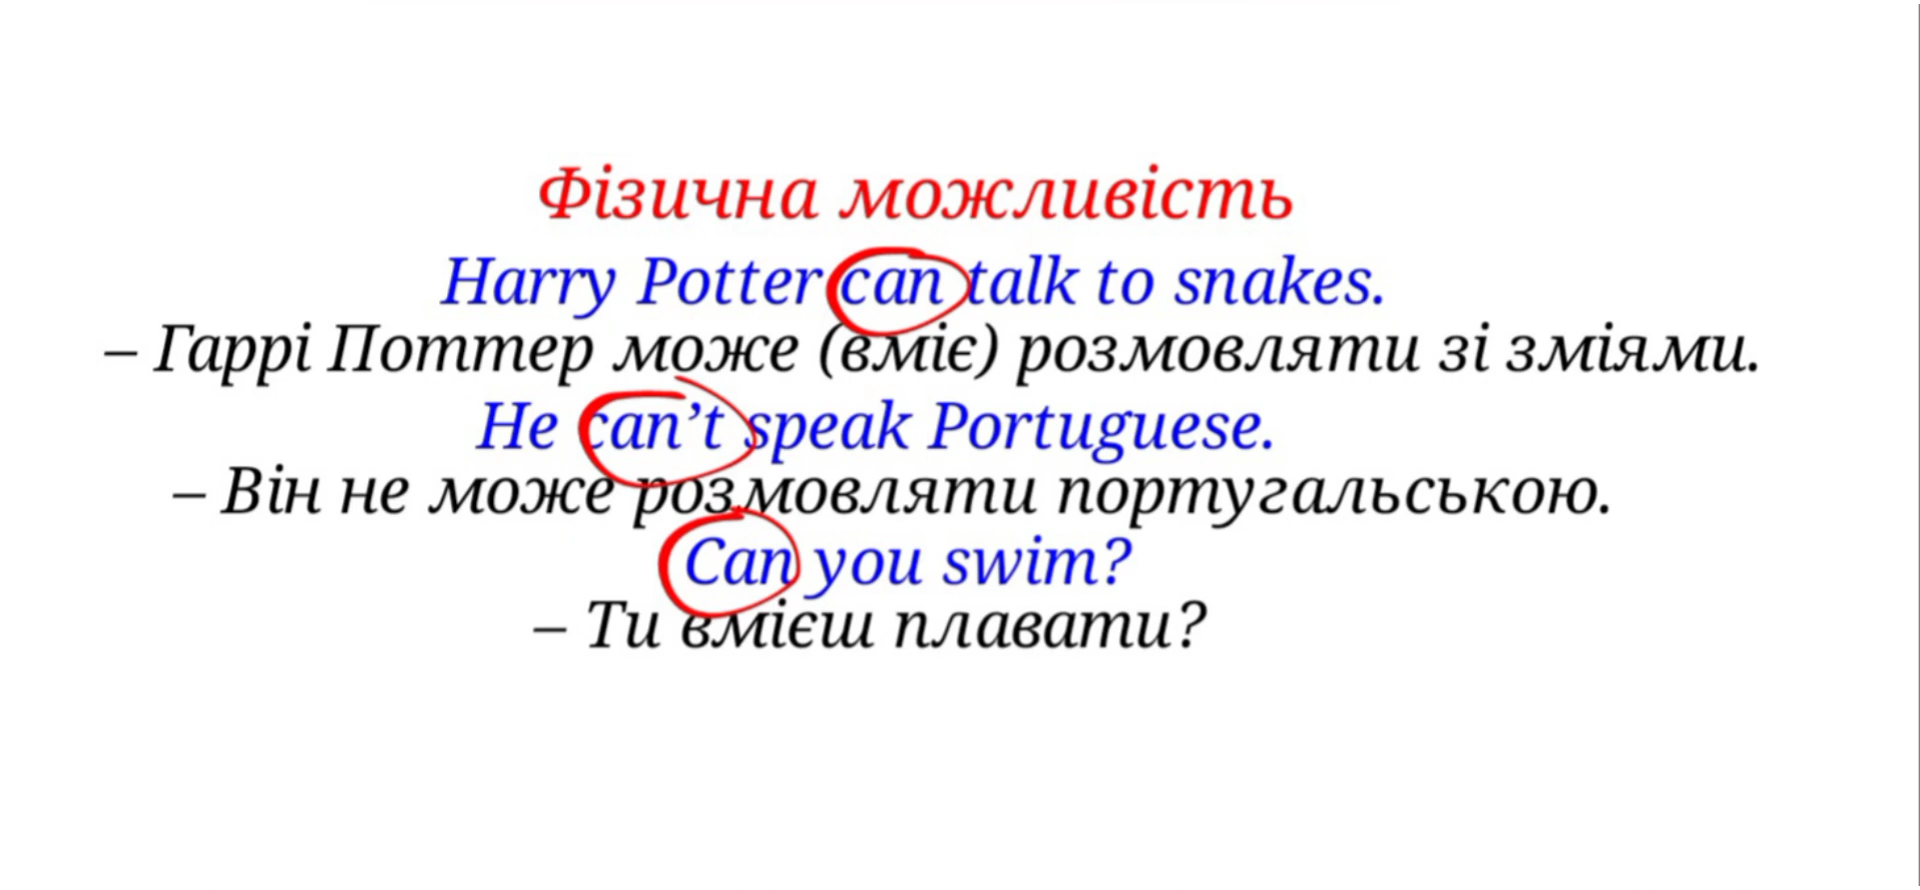 Фізична можливість
Harry Potter can talk to snakes.
– Гаррі Поттер може (вміє) розмовляти зі зміями.
He can’t speak Portuguese.
– Він не може розмовляти португальською.
Can you swim?
– Ти вмієш плавати?